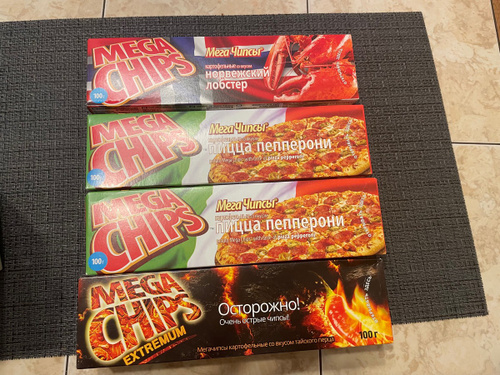 MEGA
CHIPS
100г
Мега Чипсы
картофельные со вкусом
норвежский
лобстер
MEGA
CHIPS
100г
Мега Чипсы
пицца пепперони
MEGA
CHIPS
100г
Мега Чипсы
пицца пепперони
MEGA
CHIPS
EXTREMUM
Осторожно!
Очень острые чипсы!
Мегачипсы картофельные со вкусом тайского перца
100 г